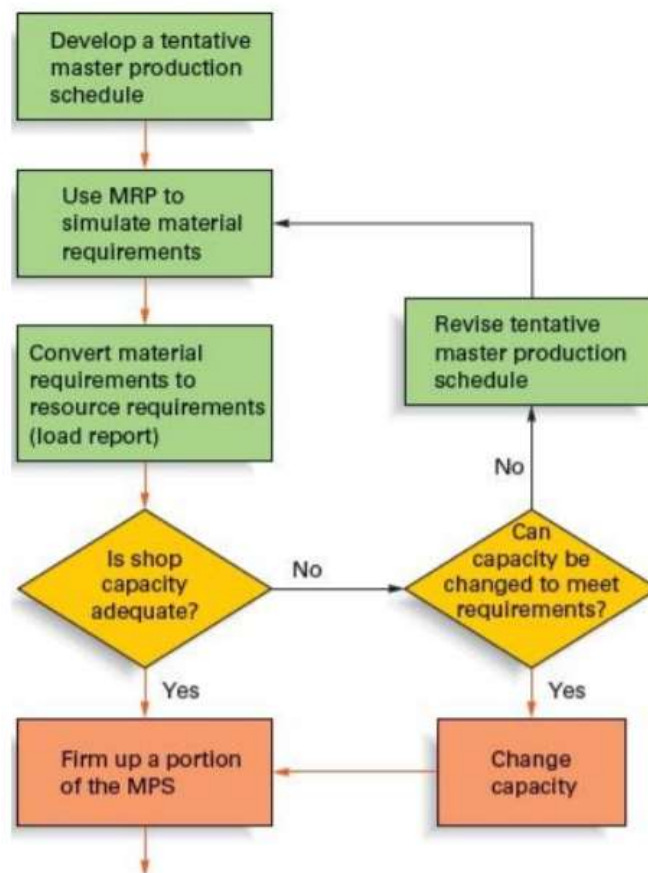 Develop a tentative
master production
schedule
Use MRP to
simulate material
requirements
Convert material
requirements to
resource requirements
(load report)
Revise tentative
master production
schedule
No
Is shop
capacity
adequate?
No
Can
capacity be
changed to meet
requirements?
Yes
Yes
Firm up a portion
of the MPS
Change
capacity